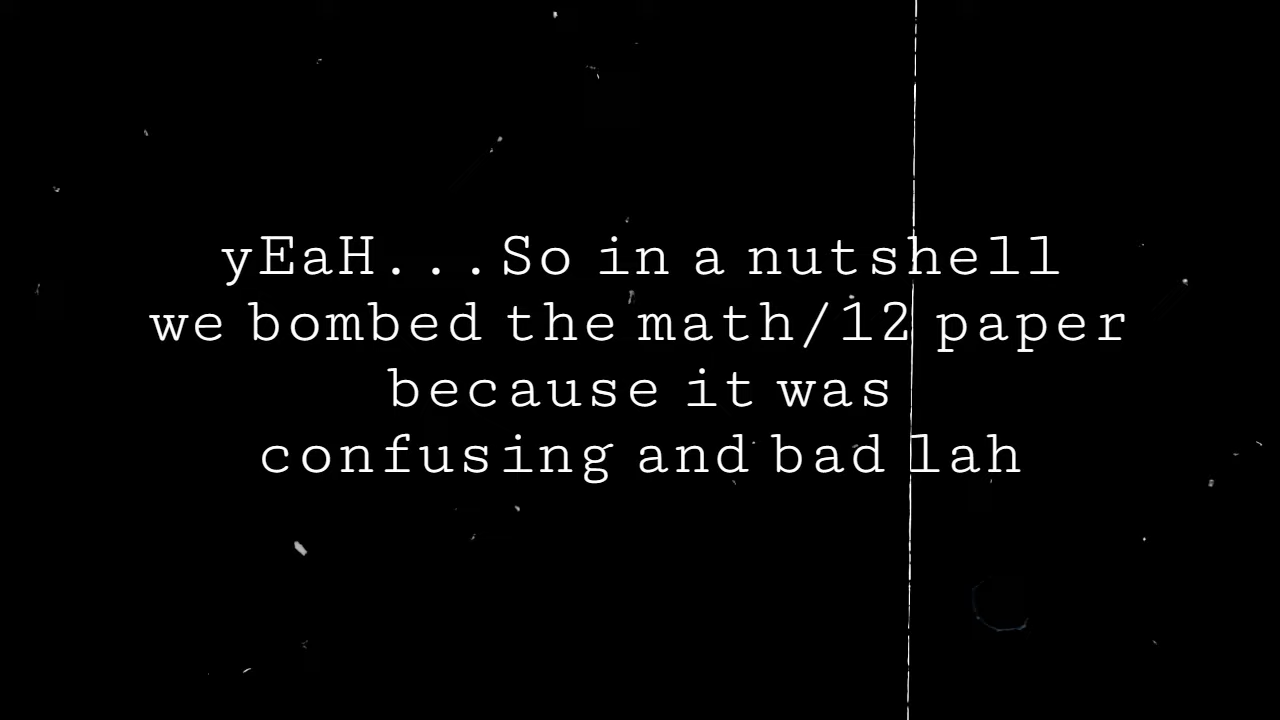 yEaH...So in a nutshell
we bombed the math/12 paper
because it was
confusing and bad lah